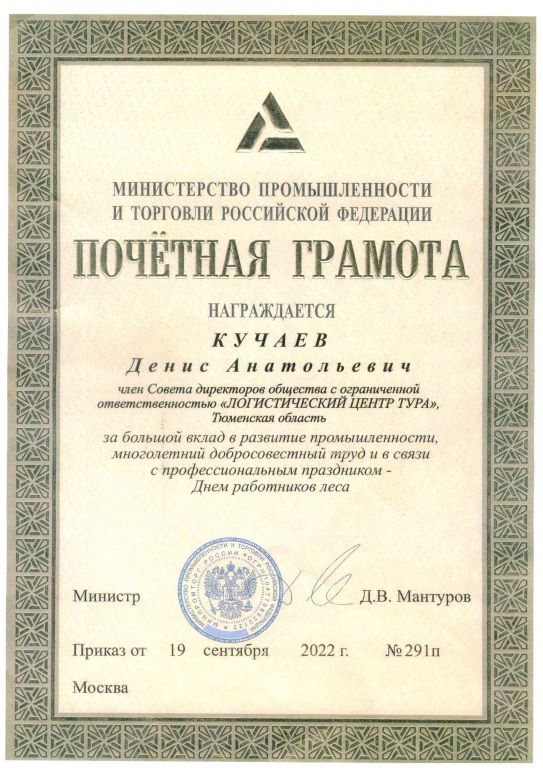 МИНИСТЕРСТВО ПРОМЫШЛЕННОСТИ
И ТОРГОВЛИ РОССИЙСКОЙ ФЕДЕРАЦИИ
ПОЧЁТНАЯ ГРАМОТА
НАГРАЖДАЕТСЯ
КУЧАЕВ
Денис Анатольевич
член Совета директоров общества с ограниченной
ответственностью «ЛОГИСТИЧЕСКИЙ ЦЕНТР ТУРА»,
Тюменская область
за большой вклад в развитие промышленности,
многолетний добросовестный труд и в связи
с профессиональным праздником -
Днем работников леса
Министр
Д.В. Мантуров
Приказ от 19 сентября 2022 г. №291п
Москва